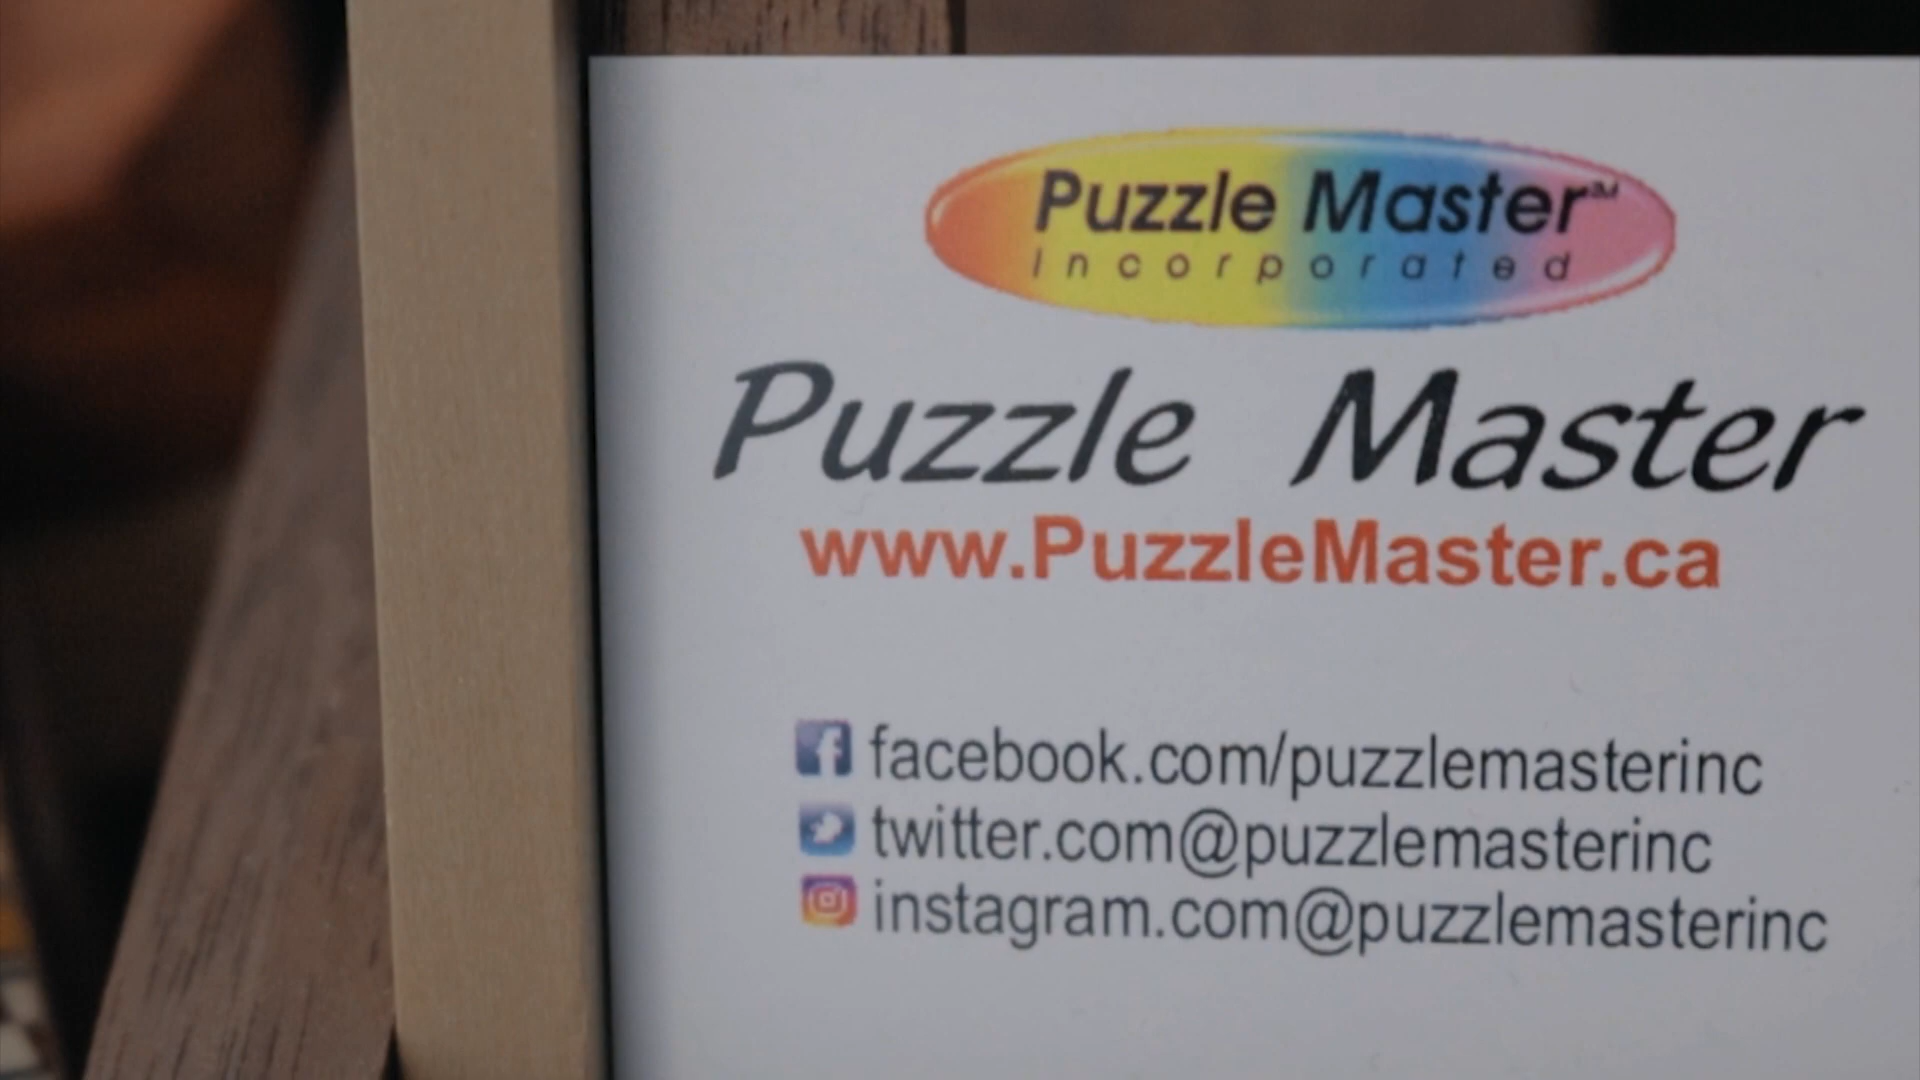 Puzzle Master™
Incorporated
Puzzle Master
www.PuzzleMaster.ca
facebook.com/puzzlemasterinc
twitter.com@puzzlemasterinc
instagram.com@puzzlemasterinc